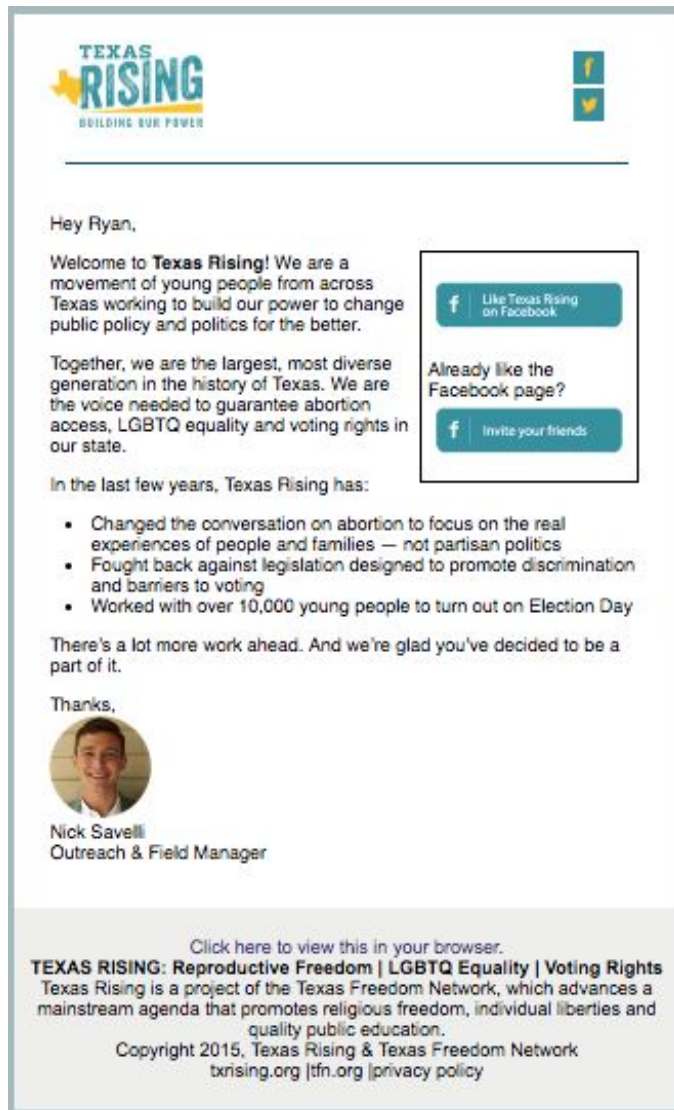 TEXAS
RISING
BUILDING OUR POWER
Hey Ryan,
Welcome to Texas Rising! We are a
movement of young people from across
Texas working to build our power to change
public policy and politics for the better.
Together, we are the largest, most diverse
generation in the history of Texas. We are
the voice needed to guarantee abortion
access, LGBTQ equality and voting rights in
our state.
Like Texas Rising
on Facebook
Already like the
Facebook page?
Invite your friends
In the last few years, Texas Rising has:
• Changed the conversation on abortion to focus on the real
experiences of people and families — not partisan politics
• Fought back against legislation designed to promote discrimination
and barriers to voting
• Worked with over 10,000 young people to turn out on Election Day
There's a lot more work ahead. And we're glad you've decided to be a
part of it.
Thanks,
Nick Savelli
Outreach & Field Manager
Click here to view this in your browser.
TEXAS RISING: Reproductive Freedom | LGBTQ Equality | Voting Rights
Texas Rising is a project of the Texas Freedom Network, which advances a
mainstream agenda that promotes religious freedom, individual liberties and
quality public education.
Copyright 2015, Texas Rising & Texas Freedom Network
txrising.org |tfn.org |privacy policy